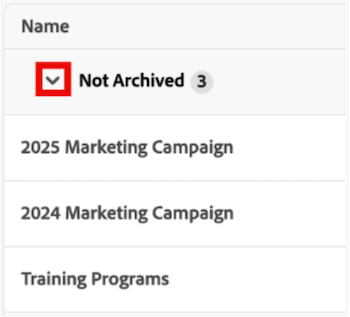 Name
Not Archived 3
2025 Marketing Campaign
2024 Marketing Campaign
Training Programs